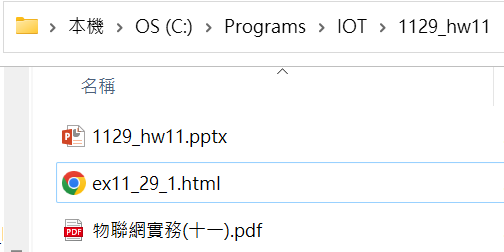 本機 > OS (C:) > Programs > IOT > 1129_hw11
名稱
1129_hw11.pptx
ex11_29_1.html
物聯網實務(十一).pdf